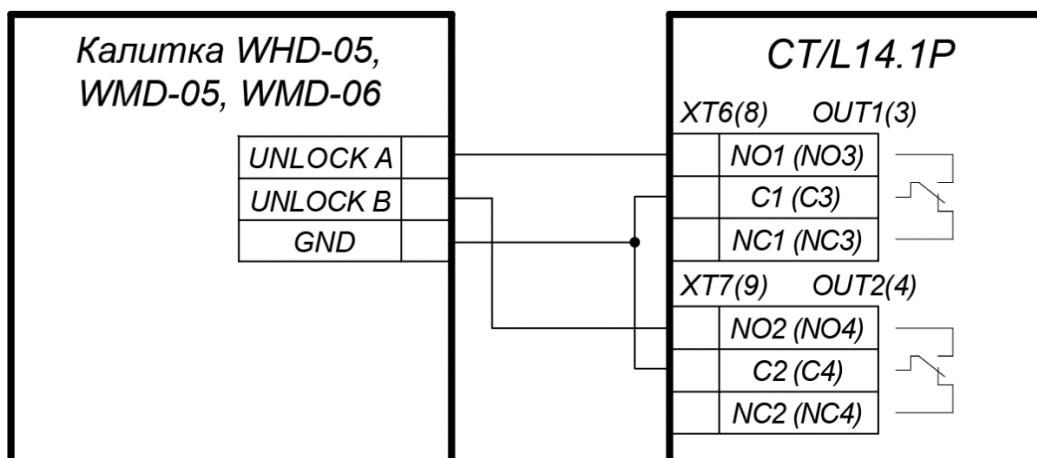 Калитка WHD-05,
WMD-05, WMD-06
UNLOCK A
UNLOCK B
GND
CT/L14.1P
XT6(8) OUT1(3)
NO1 (NO3)
C1 (C3)
NC1 (NC3)
XT7(9) OUT2(4)
NO2 (NO4)
C2 (C4)
NC2 (NC4)